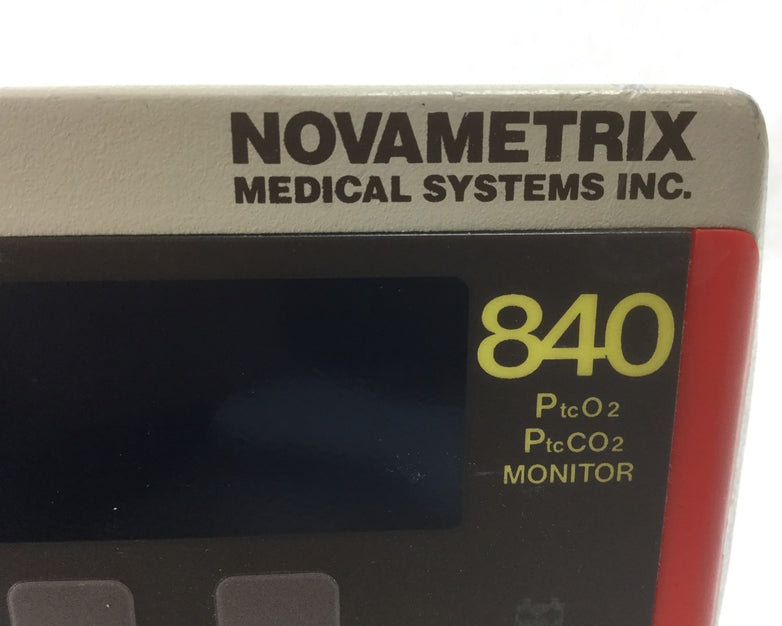 NOVAMETRIX
MEDICAL SYSTEMS INC.
840
PtcO2
PtcCO2
MONITOR